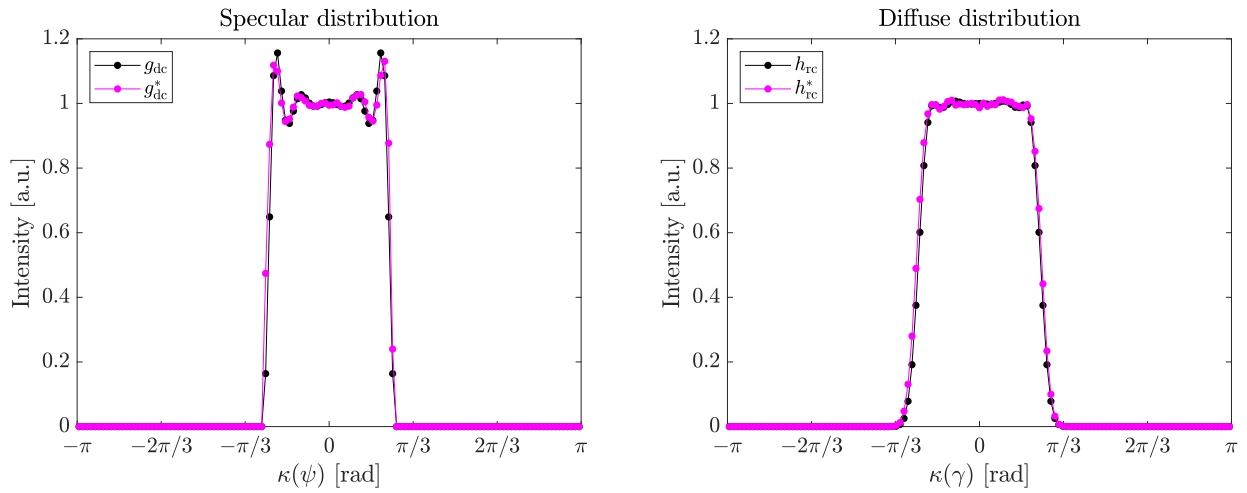 Specular distribution
1.2
1
0.8
0.6
0.4
0.2
0
Intensity [a.u.]
g_dc
g*_dc
−π −2π/3 −π/3 0 π/3 2π/3 π
κ(ψ) [rad]
Diffuse distribution
1.2
1
0.8
0.6
0.4
0.2
0
Intensity [a.u.]
h_rc
h*_rc
−π −2π/3 −π/3 0 π/3 2π/3 π
κ(γ) [rad]